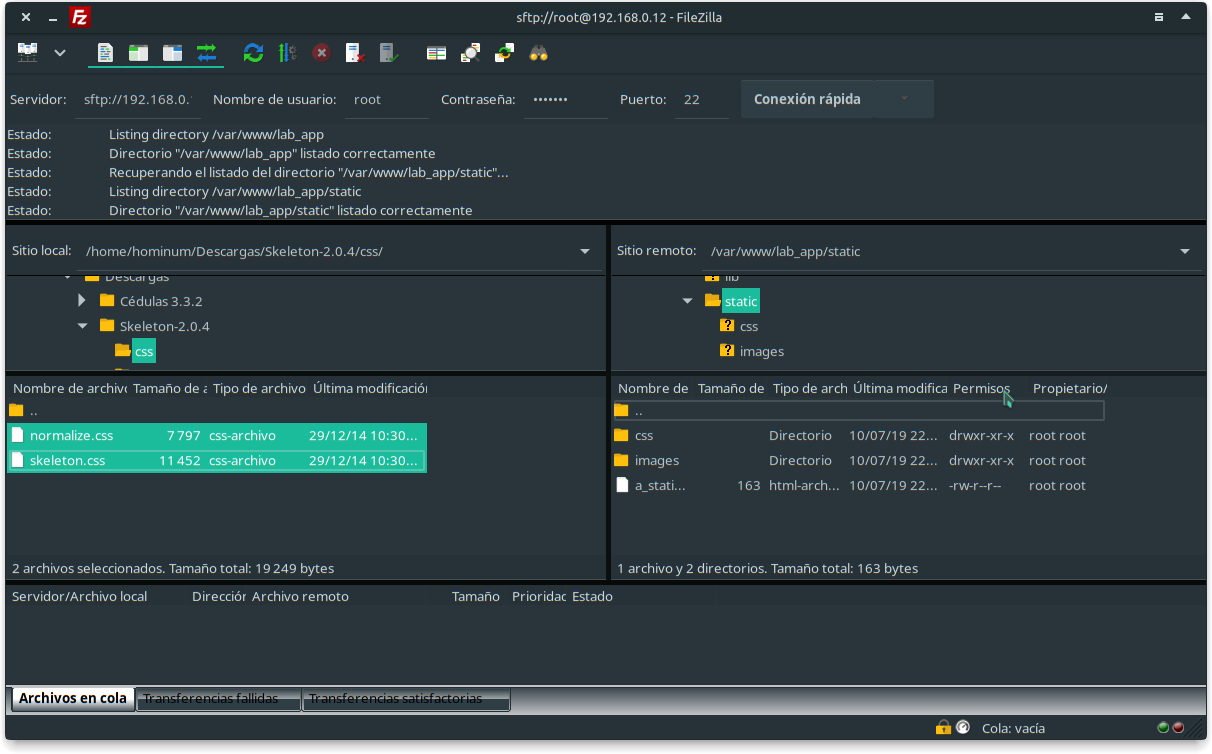 sftp://root@192.168.0.12 - FileZilla
Servidor: sftp://192.168.0. Nombre de usuario: root Contraseña: ••••••• Puerto: 22 Conexión rápida
Estado: Listing directory /var/www/lab_app
Estado: Directorio "/var/www/lab_app" listado correctamente
Estado: Recuperando el listado del directorio "/var/www/lab_app/static"...
Estado: Listing directory /var/www/lab_app/static
Estado: Directorio "/var/www/lab_app/static" listado correctamente
Sitio local: /home/hominum/Descargas/Skeleton-2.0.4/css/
Descargas
Cédulas 3.3.2
Skeleton-2.0.4
css
Nombre de archivo Tamaño de a Tipo de archivo Última modificación
..
normalize.css 7 797 css-archivo 29/12/14 10:30...
skeleton.css 11 452 css-archivo 29/12/14 10:30...
2 archivos seleccionados. Tamaño total: 19 249 bytes
Sitio remoto: /var/www/lab_app/static
lib
static
css
images
Nombre de Tamaño de Tipo de arch Última modifica Permisos Propietario/
..
css Directorio 10/07/19 22... drwxr-xr-x root root
images Directorio 10/07/19 22... drwxr-xr-x root root
a_stati... 163 html-arch... 10/07/19 22... -rw-r--r-- root root
1 archivo y 2 directorios. Tamaño total: 163 bytes
Servidor/Archivo local Dirección Archivo remoto Tamaño Prioridad Estado
Archivos en cola Transferencias fallidas Transferencias satisfactorias
Cola: vacía